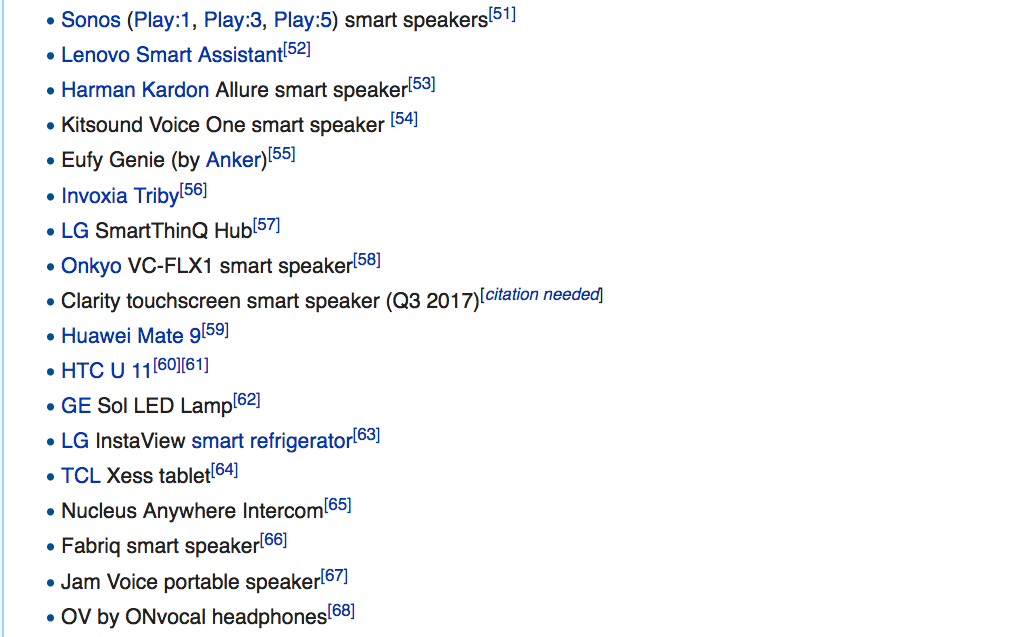 • Sonos (Play:1, Play:3, Play:5) smart speakers[51]
• Lenovo Smart Assistant[52]
• Harman Kardon Allure smart speaker[53]
• Kitsound Voice One smart speaker [54]
• Eufy Genie (by Anker)[55]
• Invoxia Triby[56]
• LG SmartThinQ Hub[57]
• Onkyo VC-FLX1 smart speaker[58]
• Clarity touchscreen smart speaker (Q3 2017)[citation needed]
• Huawei Mate 9[59]
• HTC U 11[60][61]
• GE Sol LED Lamp[62]
• LG InstaView smart refrigerator[63]
• TCL Xess tablet[64]
• Nucleus Anywhere Intercom[65]
• Fabriq smart speaker[66]
• Jam Voice portable speaker[67]
• OV by ONvocal headphones[68]